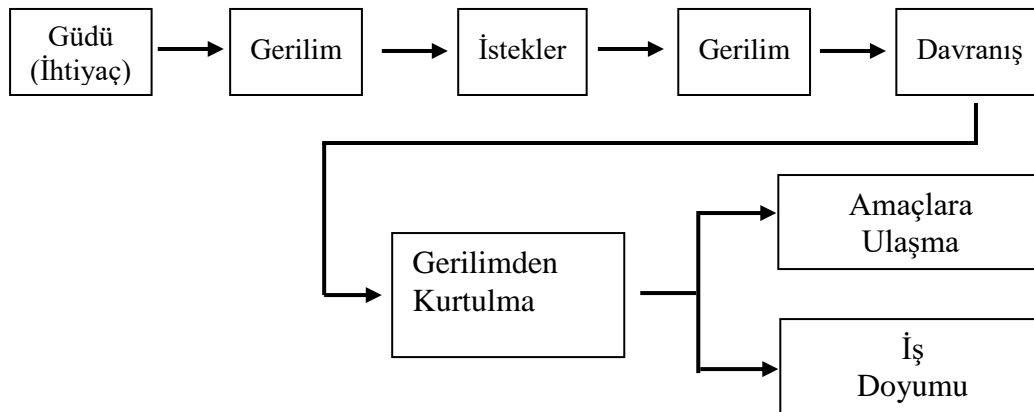 Güdü
(İhtiyaç)
Gerilim
İstekler
Gerilim
Davranış
Gerilimden
Kurtulma
Amaçlara
Ulaşma
İş
Doyumu